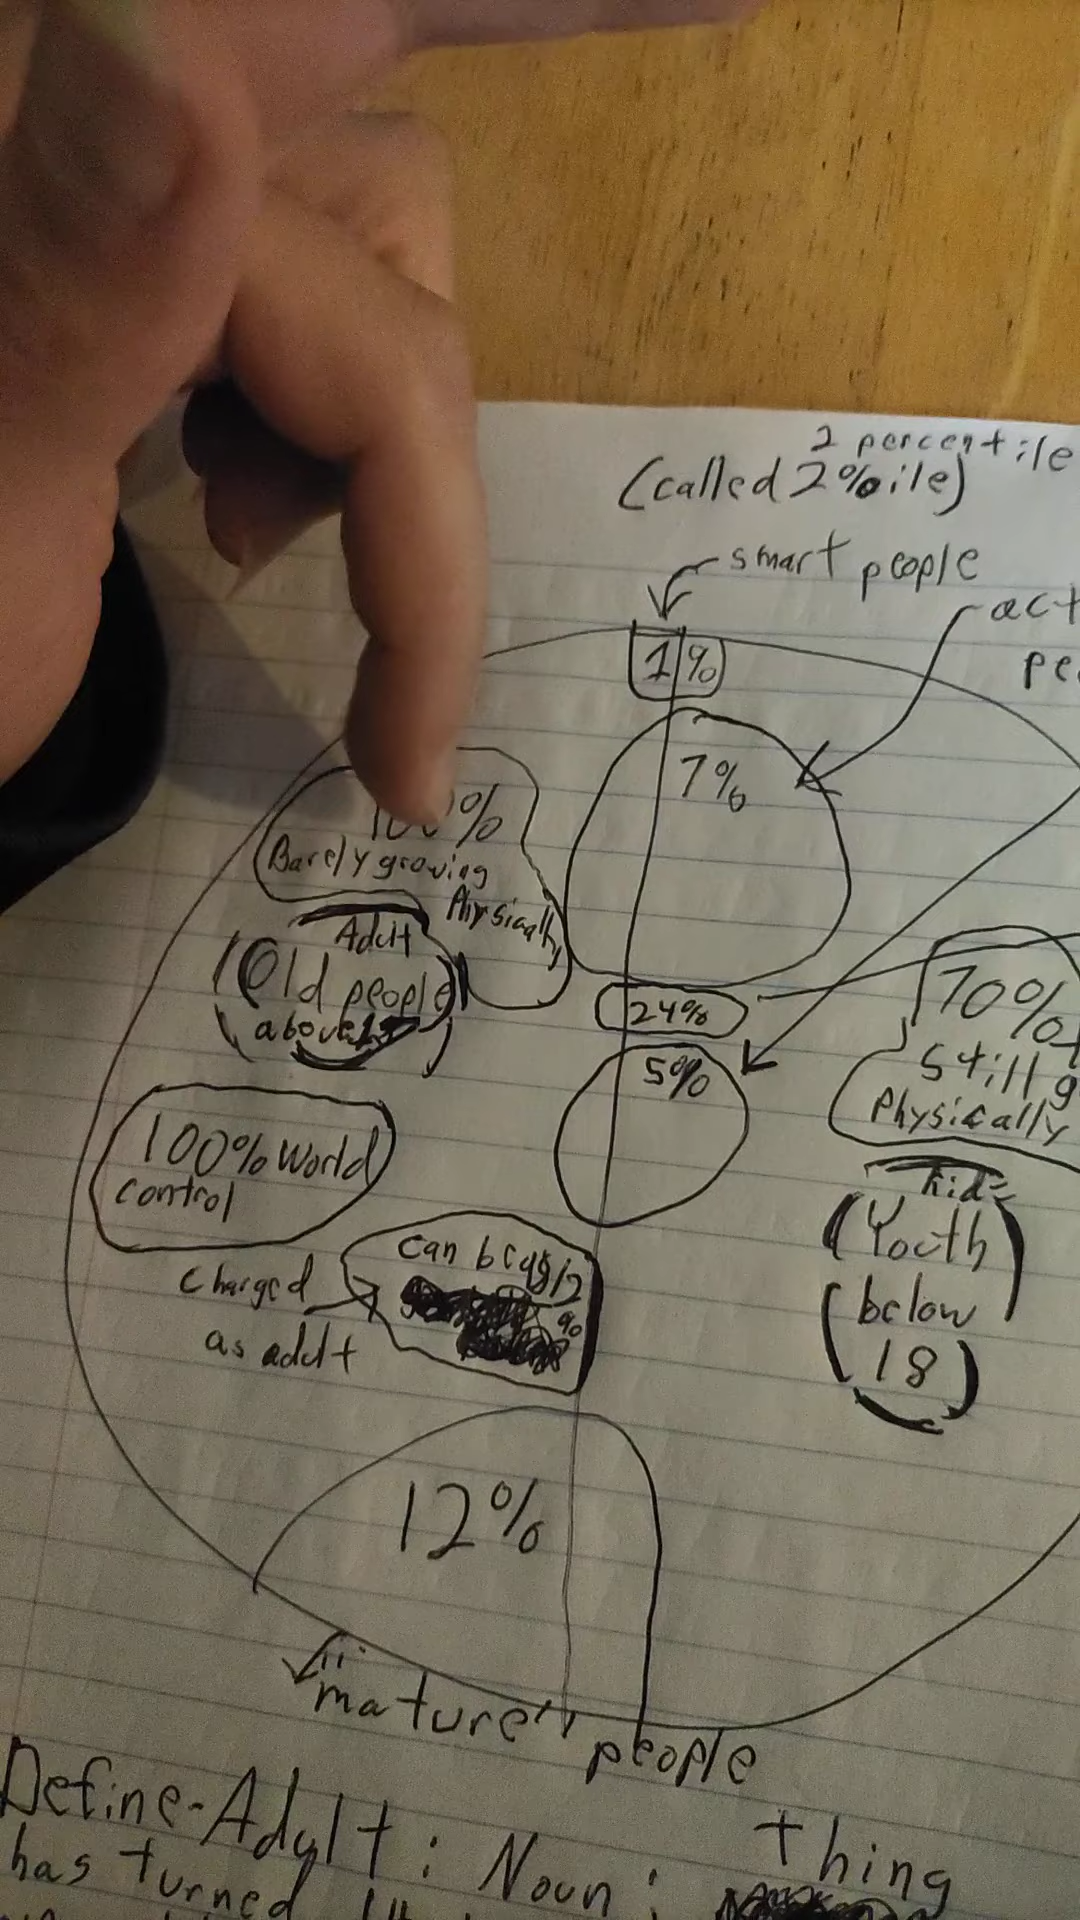 2 percentile
(called 2%ile)
smart people
act
pe
1%
7%
100%
Barely growing
Physically
Adult
(Old people
above
24%
70%
Still g
Physically
5%
100% World
control
kid=
(Youth)
(below
18)
can be
charged
as adult
12%
"mature"
people
Define-Adult: Noun: thing
has turned